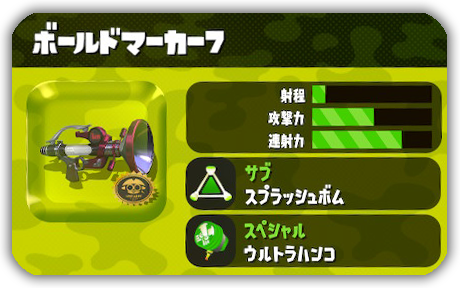 ボールドマーカー7
射程
攻撃力
連射力
サブ
スプラッシュボム
スペシャル
ウルトラハンコ